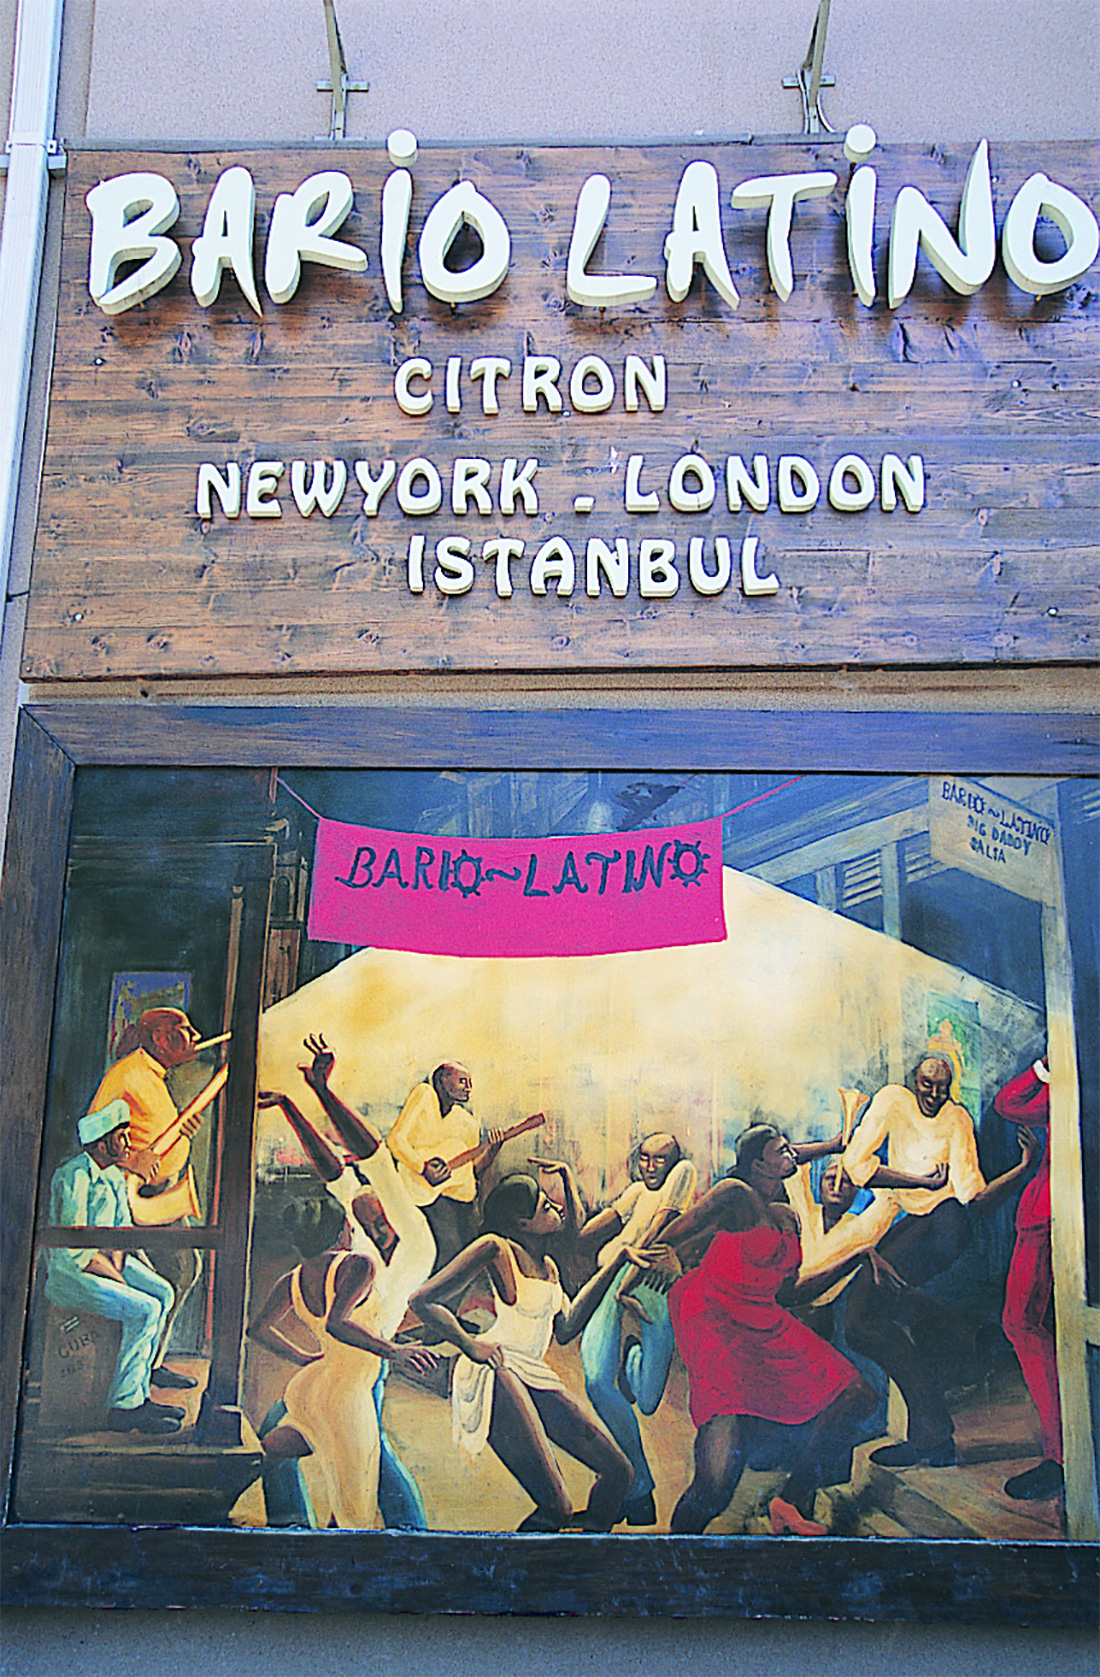 BARIO LATINO
CITRON
NEWYORK - LONDON
ISTANBUL
BARIO~LATINO
BARIO~LATINO
BIG DADDY
SALSA
CUBA